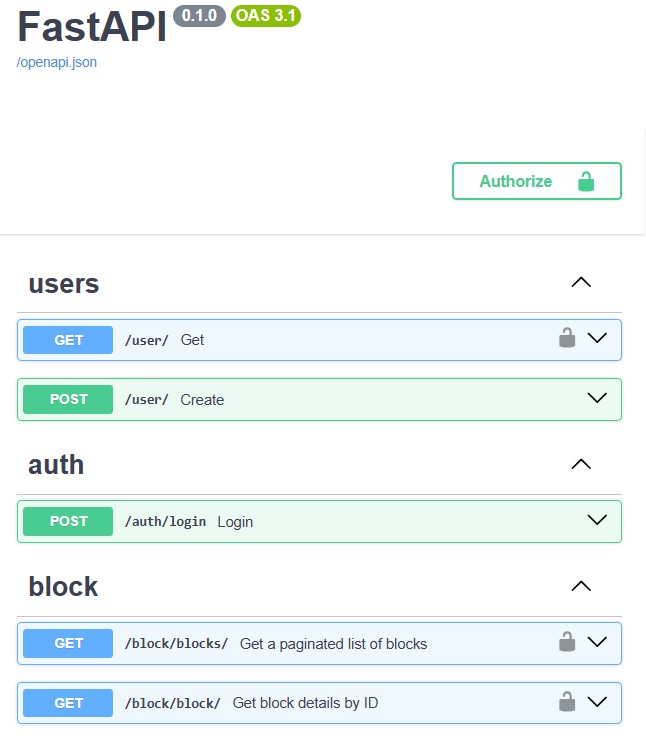 FastAPI 0.1.0 OAS 3.1
/openapi.json
Authorize
users
GET /user/ Get
POST /user/ Create
auth
POST /auth/login Login
block
GET /block/blocks/ Get a paginated list of blocks
GET /block/block/ Get block details by ID